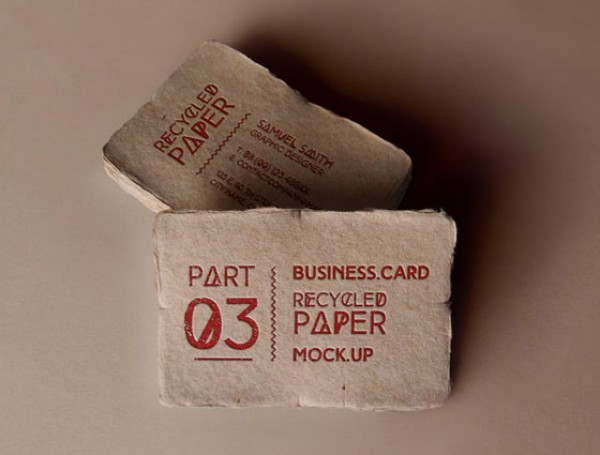 RECYCLED
PAPER
SAMUEL SMITH
GRAPHIC DESIGNER
PART
03
BUSINESS.CARD
RECYCLED
PAPER
MOCK.UP